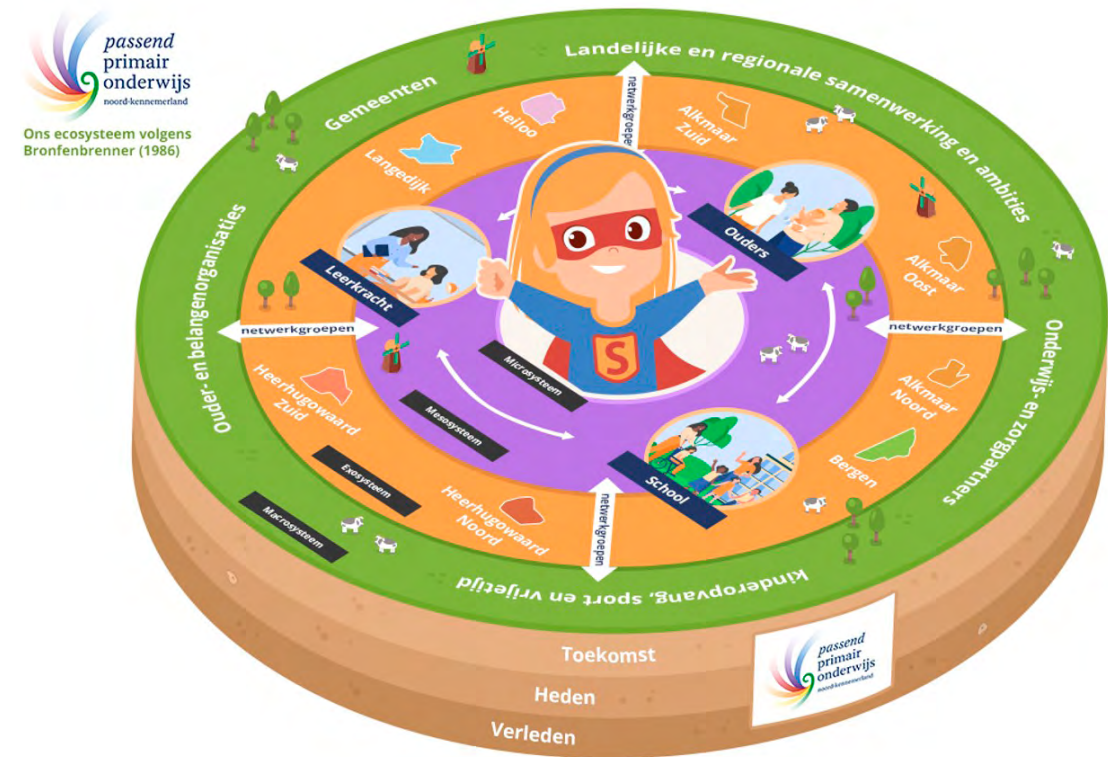 passend
primair
onderwijs
noord-kennemerland
Ons ecosysteem volgens
Bronfenbrenner (1986)
Gemeenten
Landelijke en regionale samenwerking en ambities
Onderwijs- en zorgpartners
kinderopvang, sport en vrijetijd
Ouder- en belangenorganisaties
netwerkgroepen
Heiloo
Alkmaar
Zuid
Langedijk
Ouders
Leerkracht
Alkmaar
Oost
netwerkgroepen
netwerkgroepen
Microsysteem
Heerhugowaard
Zuid
Alkmaar
Noord
Mesosysteem
Bergen
School
Exosysteem
Heerhugowaard
Noord
netwerkgroepen
Macrosysteem
S
Toekomst
Heden
Verleden
passend
primair
onderwijs
noord-kennemerland